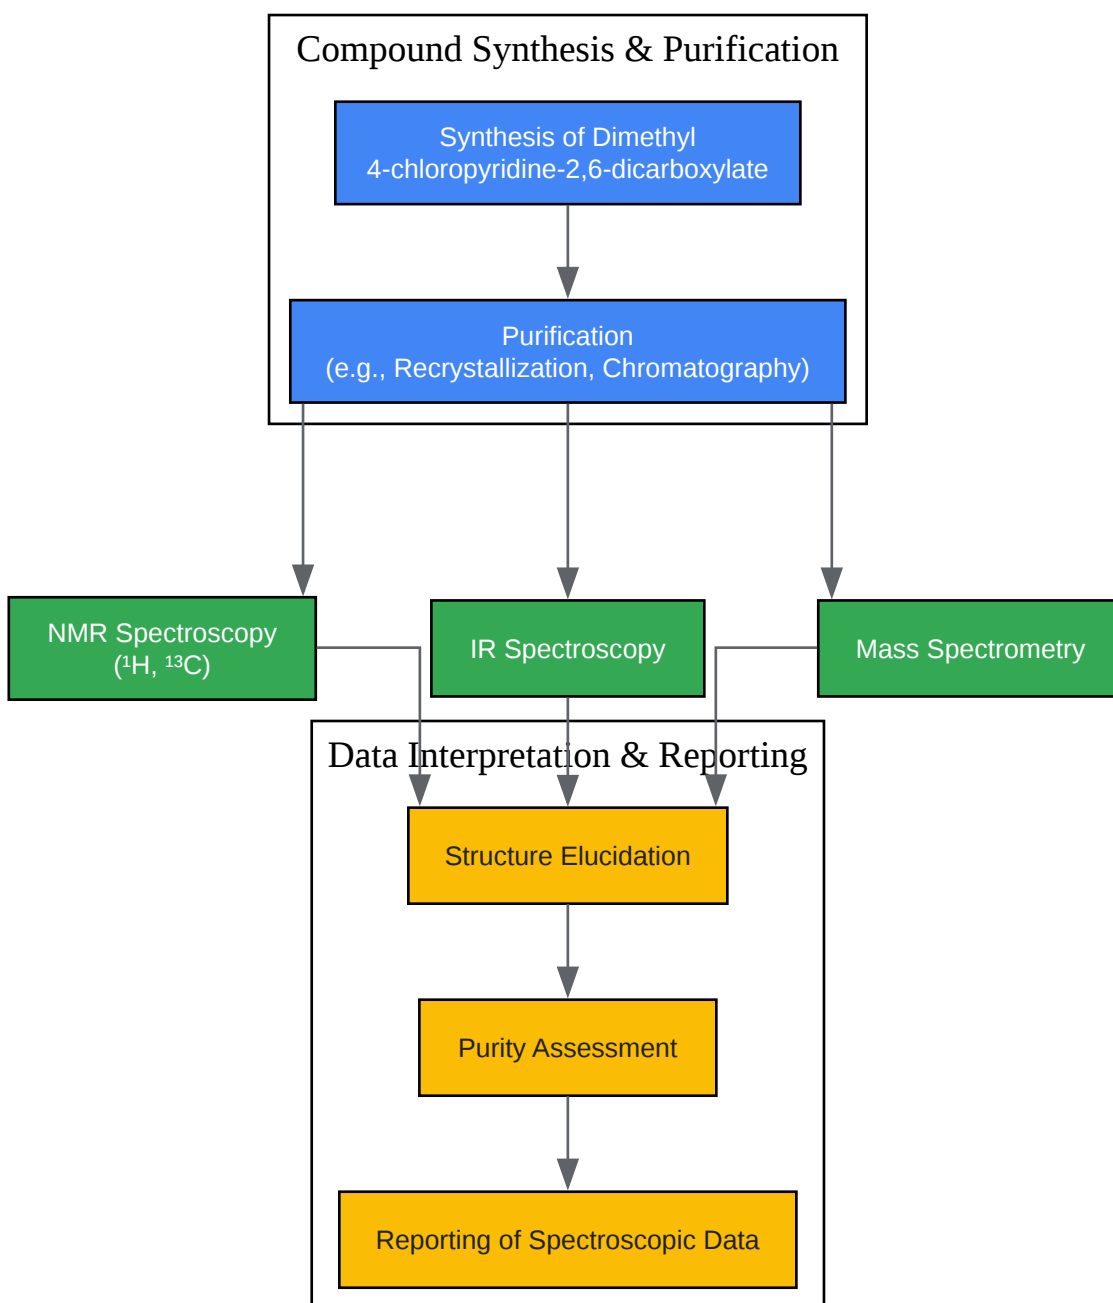 Compound Synthesis & Purification
Synthesis of Dimethyl
4-chloropyridine-2,6-dicarboxylate
Purification
(e.g., Recrystallization, Chromatography)
NMR Spectroscopy
(¹H, ¹³C)
IR Spectroscopy
Mass Spectrometry
Data Interpretation & Reporting
Structure Elucidation
Purity Assessment
Reporting of Spectroscopic Data